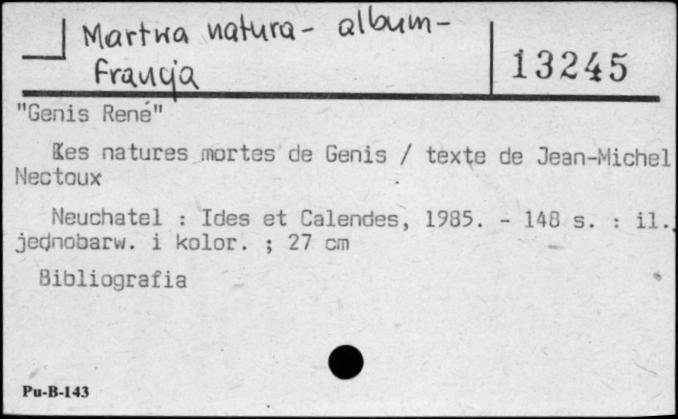 Martwa natura - album -
Francja
13245
"Genis René"
Les natures mortes de Genis / texte de Jean-Michel
Nectoux
Neuchatel : Ides et Calendes, 1985. - 148 s. : il.
jednobarw. i kolor. ; 27 cm
Bibliografia
Pu-B-143